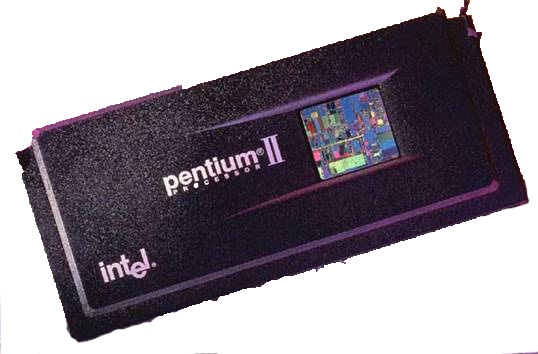 pentium® II
PROCESSOR
intel®